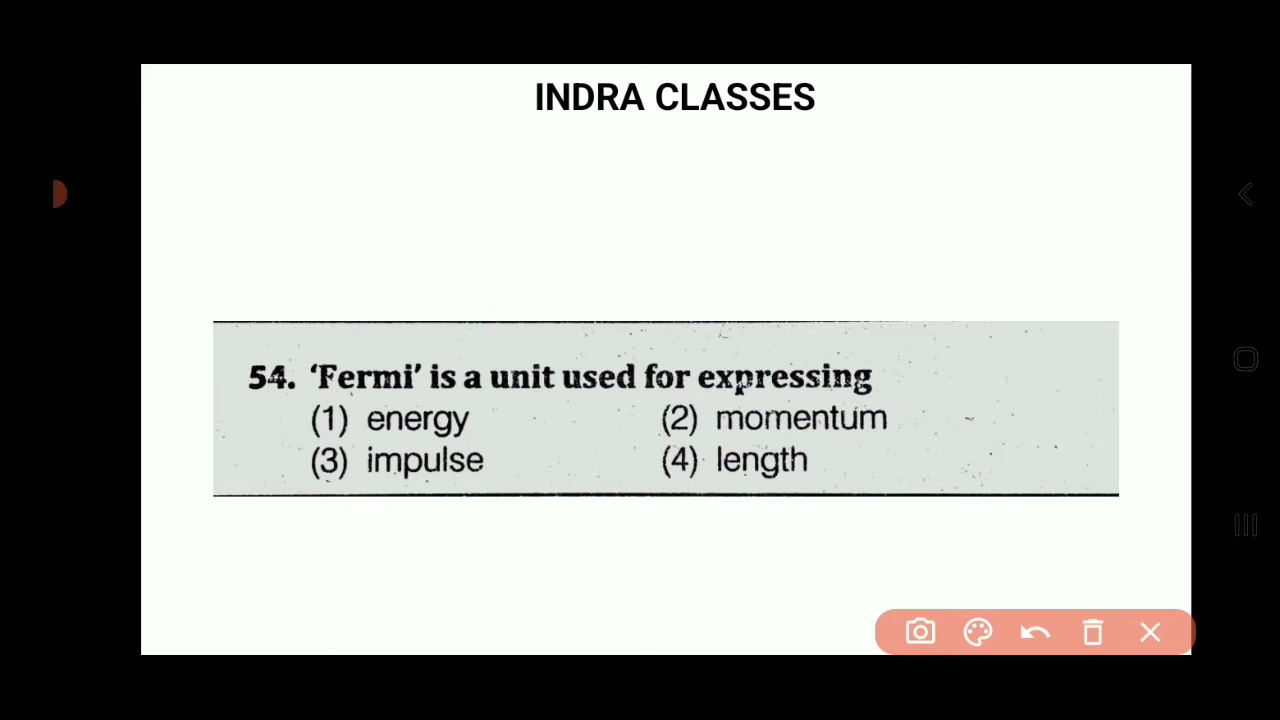 INDRA CLASSES
54. ‘Fermi’ is a unit used for expressing
(1) energy (2) momentum
(3) impulse (4) length